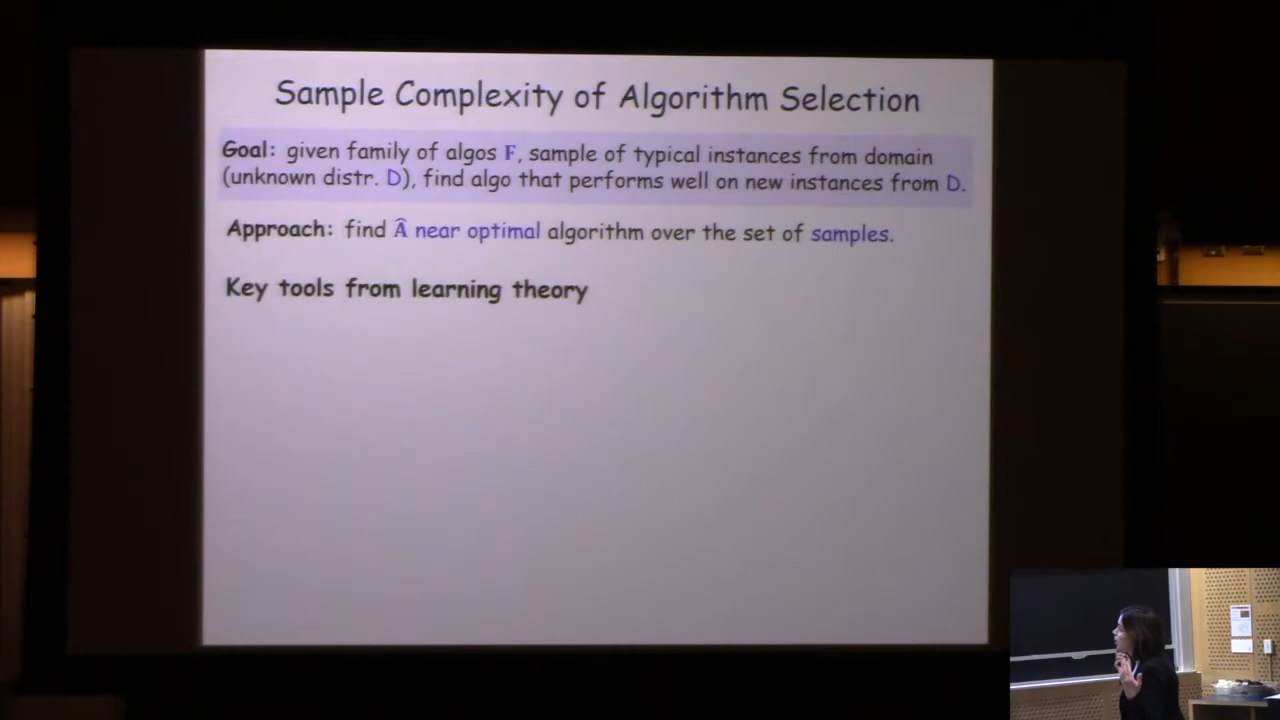 Sample Complexity of Algorithm Selection
Goal: given family of algos F, sample of typical instances from domain
(unknown distr. D), find algo that performs well on new instances from D.
Approach: find Â near optimal algorithm over the set of samples.
Key tools from learning theory